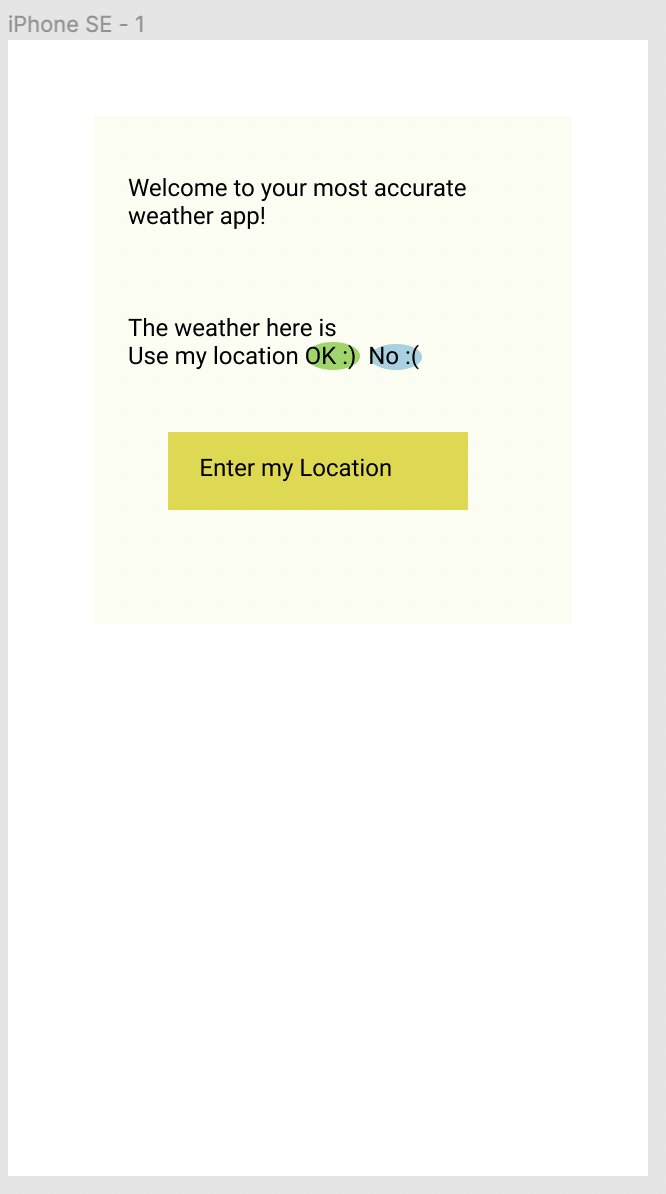 iPhone SE - 1
Welcome to your most accurate
weather app!
The weather here is
Use my location OK :) No :(
Enter my Location